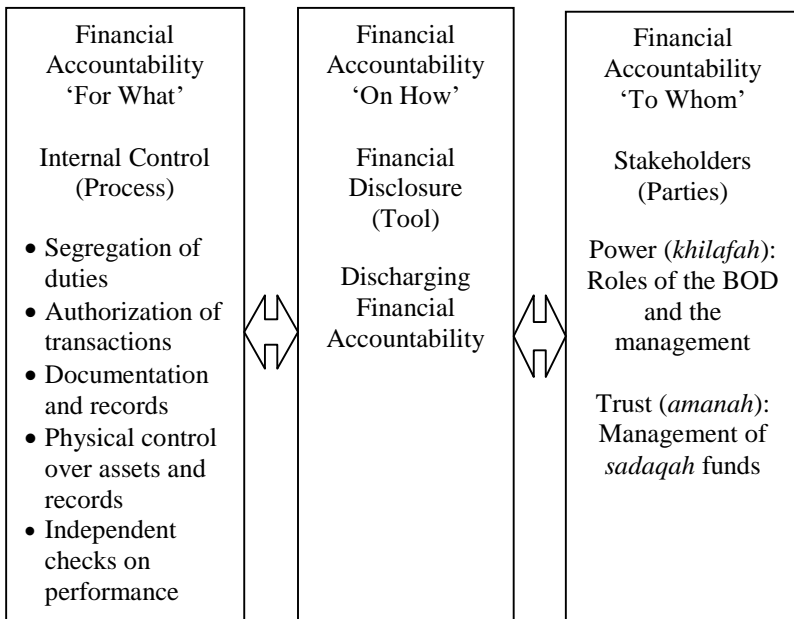 Financial
Accountability
‘For What’
Internal Control
(Process)
• Segregation of
duties
• Authorization of
transactions
• Documentation
and records
• Physical control
over assets and
records
• Independent
checks on
performance
Financial
Accountability
‘On How’
Financial
Disclosure
(Tool)
Discharging
Financial
Accountability
Financial
Accountability
‘To Whom’
Stakeholders
(Parties)
Power (khilafah):
Roles of the BOD
and the
management
Trust (amanah):
Management of
sadaqah funds